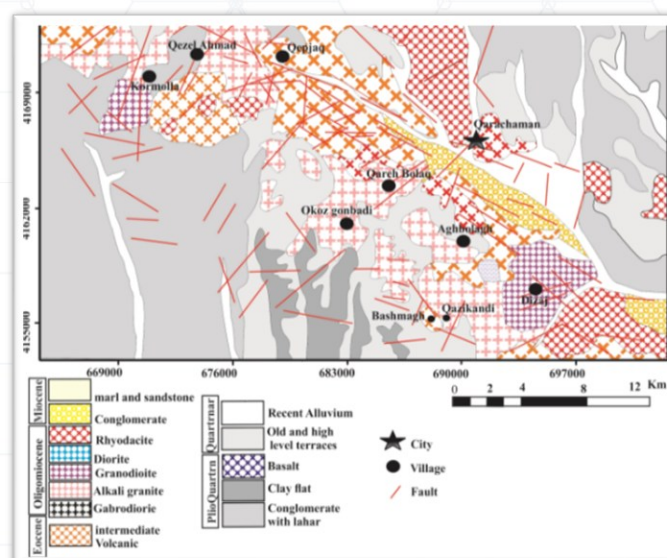 Qezel Ahmad
Qepjaq
Kormolla
4169000
Qarachaman
Qareh Bolaq
Okoz gonbadi
4162000
Aghbolagh
Dizaj
Bashmagh
Qazikandi
4155000
669000
676000
683000
690000
697000
0 2 4 8 12 Km
Miocene
marl and sandstone
Conglomerate
Oligomiocene
Rhyodacite
Diorite
Granodioite
Alkali granite
Gabrodiorie
Eocene
intermediate
Volcanic
Quartrnar
Recent Alluvium
Old and high
level terraces
PlioQuartrn
Basalt
Clay flat
Conglomerate
with lahar
City
Village
Fault